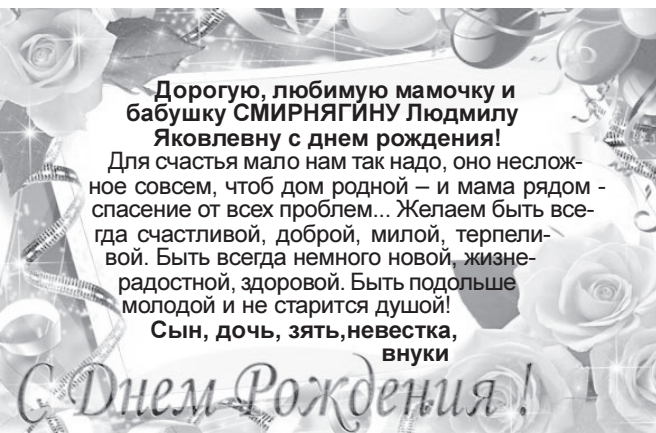 Дорогую, любимую мамочку и
бабушку СМИРНЯГИНУ Людмилу
Яковлевну с днем рождения!
Для счастья мало нам так надо, оно неслож-
ное совсем, чтоб дом родной – и мама рядом -
спасение от всех проблем... Желаем быть все-
гда счастливой, доброй, милой, терпели-
вой. Быть всегда немного новой, жизне-
радостной, здоровой. Быть подольше
молодой и не старится душой!
Сын, дочь, зять,невестка,
внуки
С Днем Рождения !